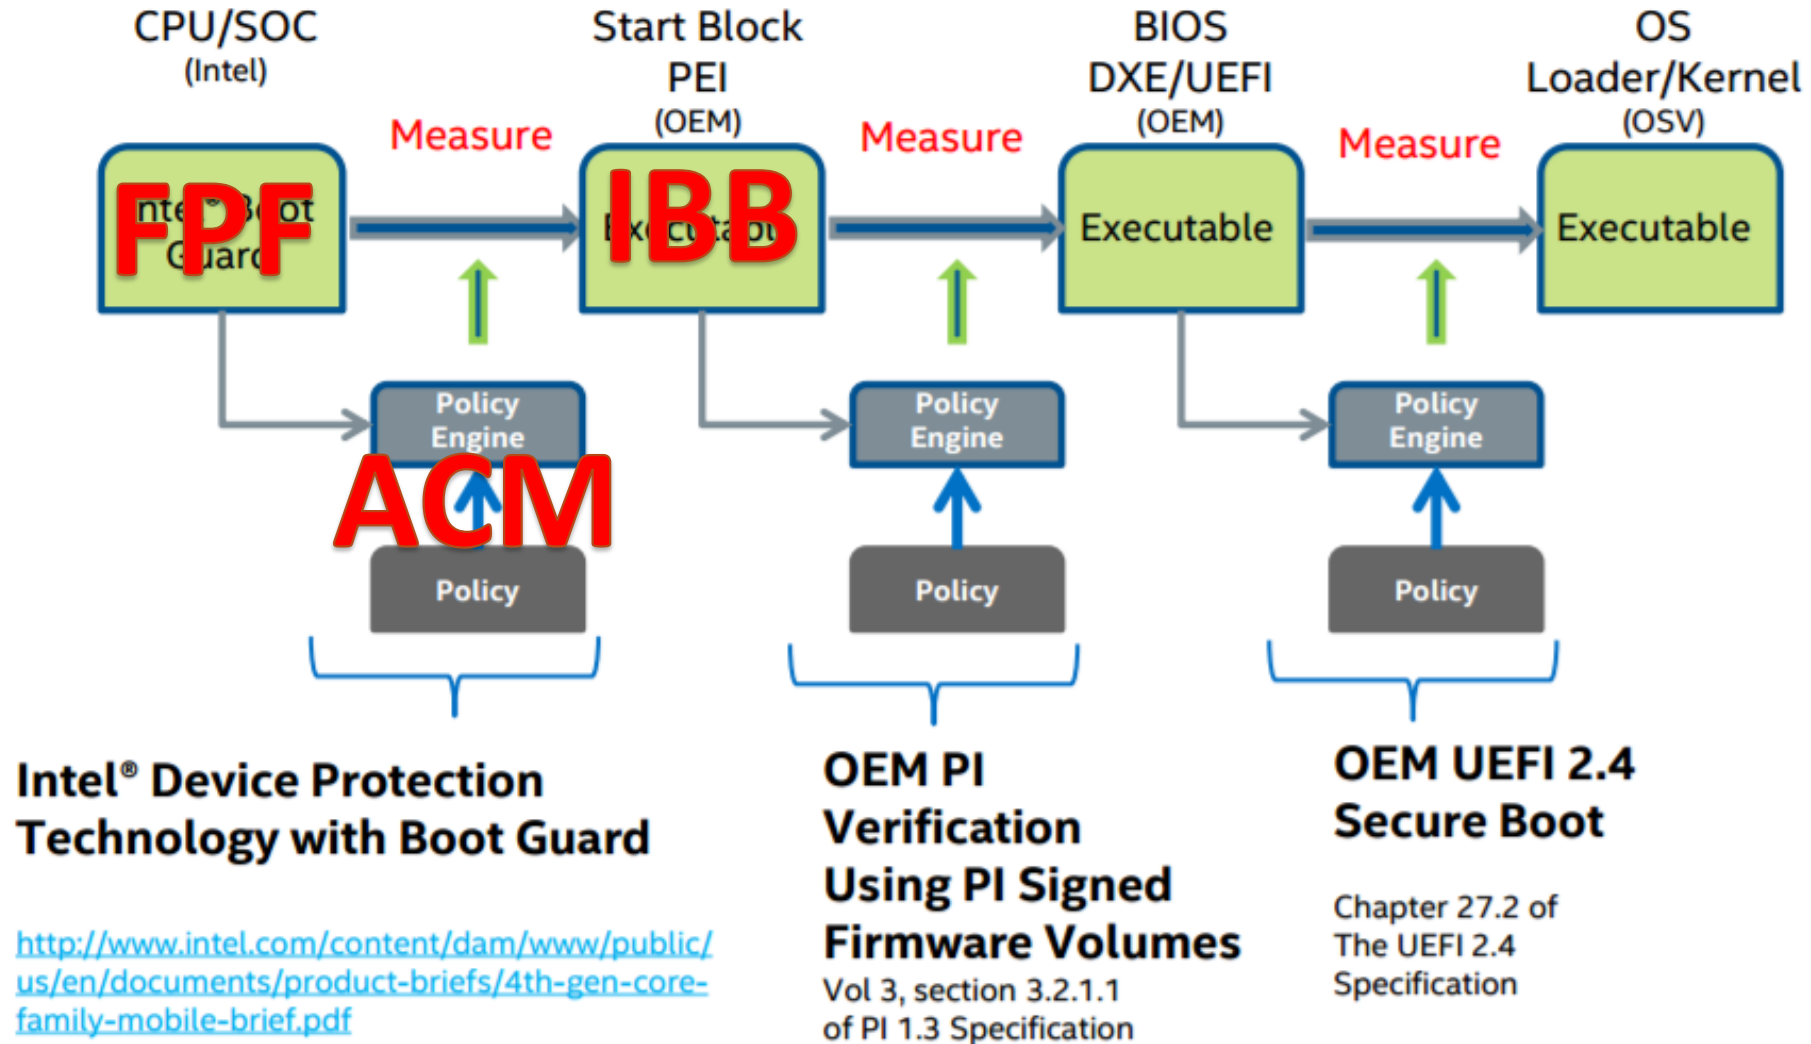 CPU/SOC
(Intel)
Start Block
PEI
(OEM)
BIOS
DXE/UEFI
(OEM)
OS
Loader/Kernel
(OSV)
Measure
Measure
Measure
Intel® Boot
Guard
FPF
Executable
IBB
Executable
Executable
Policy
Engine
Policy
Engine
Policy
Engine
ACM
Policy
Policy
Policy
Intel® Device Protection
Technology with Boot Guard
http://www.intel.com/content/dam/www/public/
us/en/documents/product-briefs/4th-gen-core-
family-mobile-brief.pdf
OEM PI
Verification
Using PI Signed
Firmware Volumes
Vol 3, section 3.2.1.1
of PI 1.3 Specification
OEM UEFI 2.4
Secure Boot
Chapter 27.2 of
The UEFI 2.4
Specification